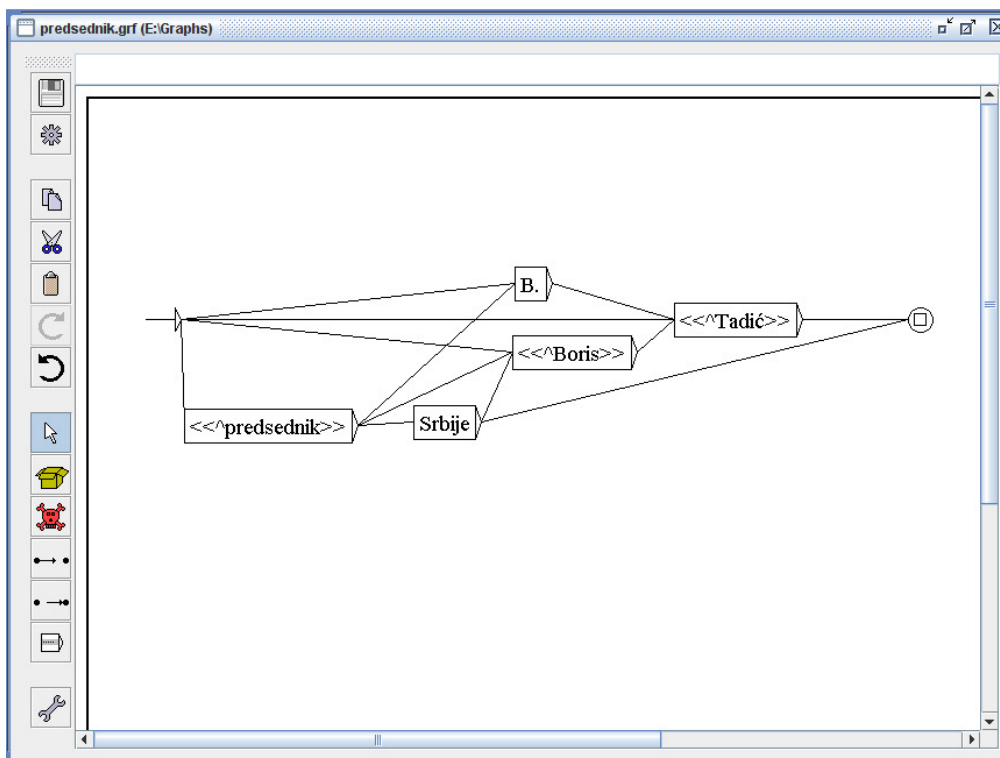 predsednik.grf (E:\Graphs)
B.
<<^Tadić>>
<<^Boris>>
<<^predsednik>>
Srbije